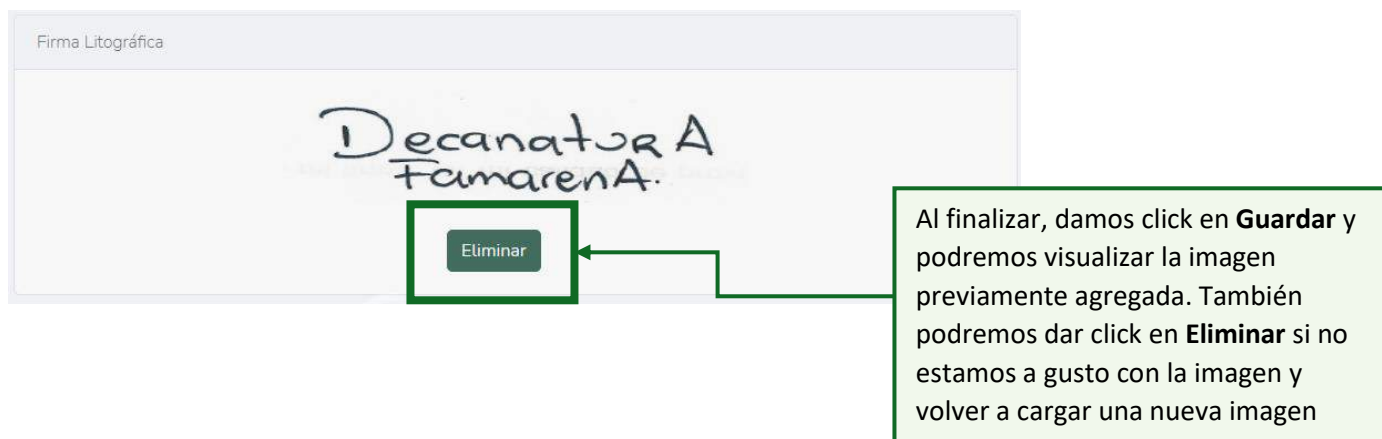 Firma Litográfica
DecanaturA
FamarenA.
Eliminar
Al finalizar, damos click en Guardar y
podremos visualizar la imagen
previamente agregada. También
podremos dar click en Eliminar si no
estamos a gusto con la imagen y
volver a cargar una nueva imagen